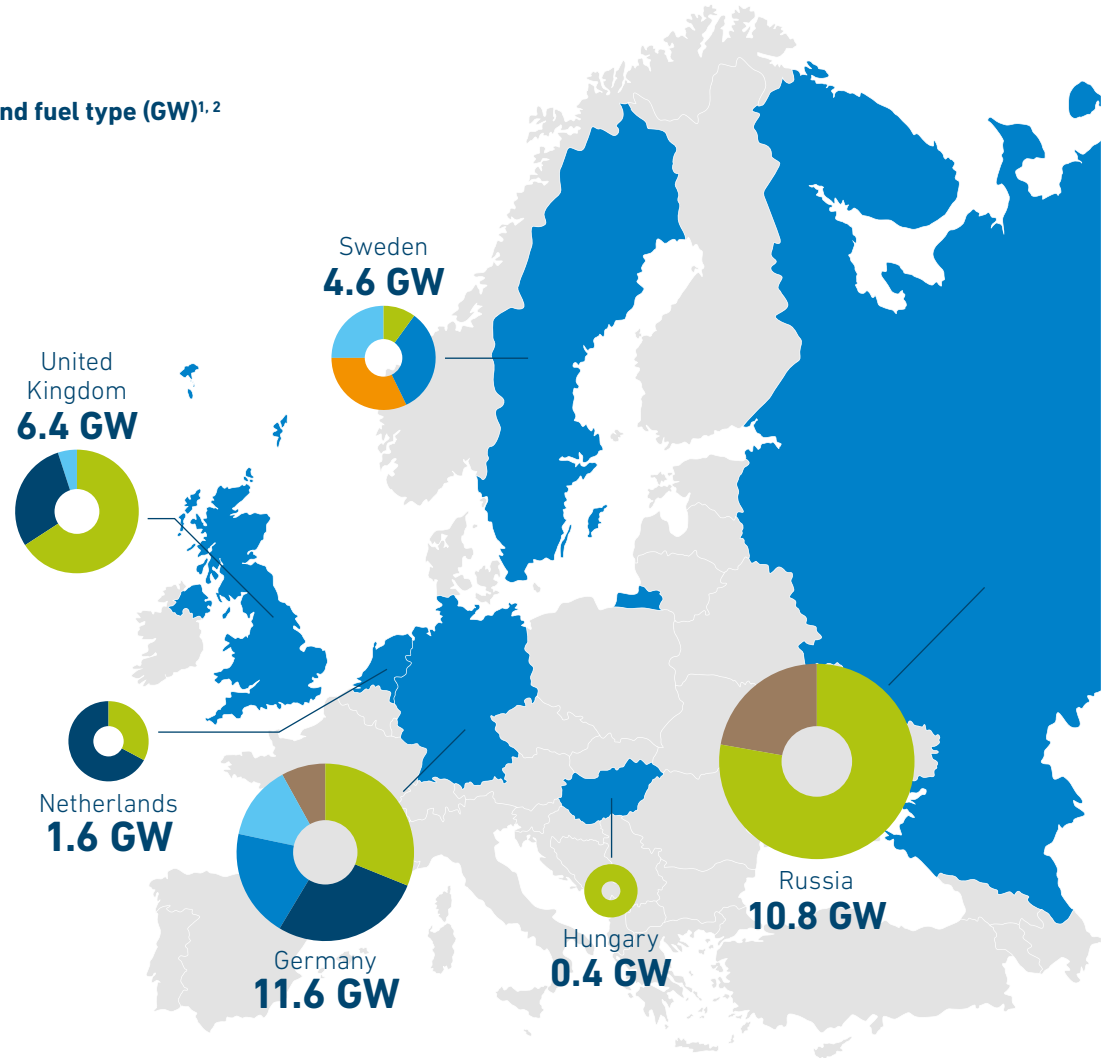 nd fuel type (GW)¹, ²
Sweden
4.6 GW
United
Kingdom
6.4 GW
Netherlands
1.6 GW
Germany
11.6 GW
Hungary
0.4 GW
Russia
10.8 GW